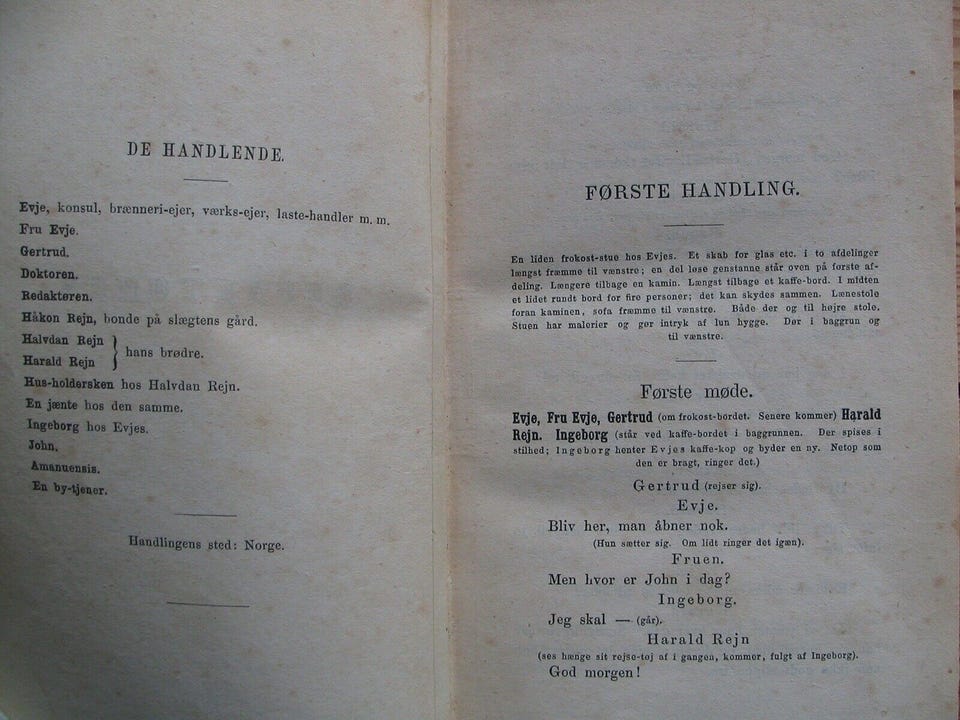 DE HANDLENDE.
Evje, konsul, brænneri-ejer, værks-ejer, laste-handler m. m.
Fru Evje.
Gertrud.
Doktoren.
Redaktøren.
Håkon Rejn, bonde på slægtens gård.
Halvdan Rejn
Harald Rejn } hans brødre.
Hus-holdersken hos Halvdan Rejn.
En jænte hos den samme.
Ingeborg hos Evjes.
John.
Amanuensis.
En by-tjener.
Handlingens sted: Norge.
FØRSTE HANDLING.
En liden frokost-stue hos Evjes. Et skab for glas etc. i to afdelinger
længst fræmme til vænstre; en del løse genstanne står oven på første af-
deling. Længere tilbage en kamin. Længst tilbage et kaffe-bord. I midten
et lidet rundt bord for fire personer; det kan skydes sammen. Lænestole
foran kaminen, sofa fræmme til vænstre. Både der og til højre stole.
Stuen har malerier og gør intryk af lun hygge. Dør i baggrun og
til vænstre.
Første møde.
Evje, Fru Evje, Gertrud (om frokost-bordet. Senere kommer) Harald
Rejn. Ingeborg (står ved kaffe-bordet i baggrunnen. Der spises i
stilhed; Ingeborg henter Evjes kaffe-kop og byder en ny. Netop som
den er bragt, ringer det.)
Gertrud (rejser sig).
Evje.
Bliv her, man åbner nok.
(Hun sætter sig. Om lidt ringer det igæn).
Fruen.
Men hvor er John i dag?
Ingeborg.
Jeg skal — (går).
Harald Rejn
(ses hænge sit rejse-tøj af i gangen, kommer, fulgt af Ingeborg).
God morgen!